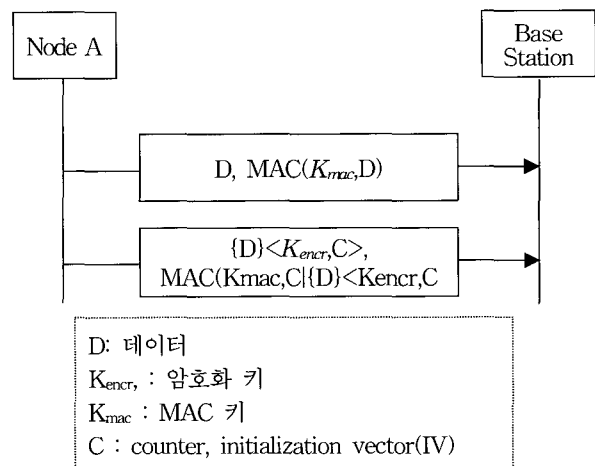 Node A
Base
Station
D, MAC(Kmac,D)
{D}<Kencr,C>,
MAC(Kmac,C|{D}<Kencr,C
D: 데이터
Kencr, : 암호화 키
Kmac : MAC 키
C : counter, initialization vector(IV)